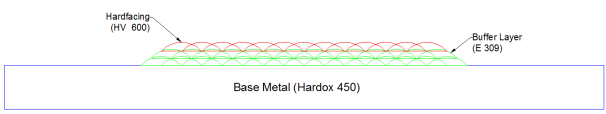 Hardfacing
(HV 600)
Buffer Layer
(E 309)
Base Metal (Hardox 450)